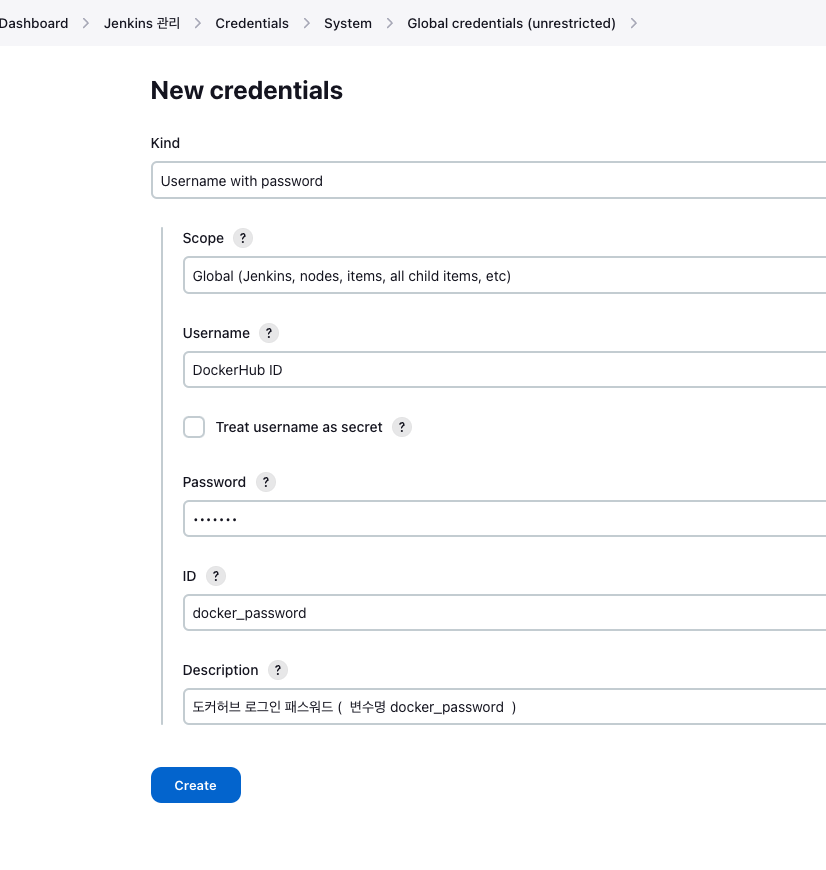 Dashboard > Jenkins 관리 > Credentials > System > Global credentials (unrestricted) >
New credentials
Kind
Username with password
Scope ?
Global (Jenkins, nodes, items, all child items, etc)
Username ?
DockerHub ID
Treat username as secret ?
Password ?
•••••••
ID ?
docker_password
Description ?
도커허브 로그인 패스워드 ( 변수명 docker_password )
Create